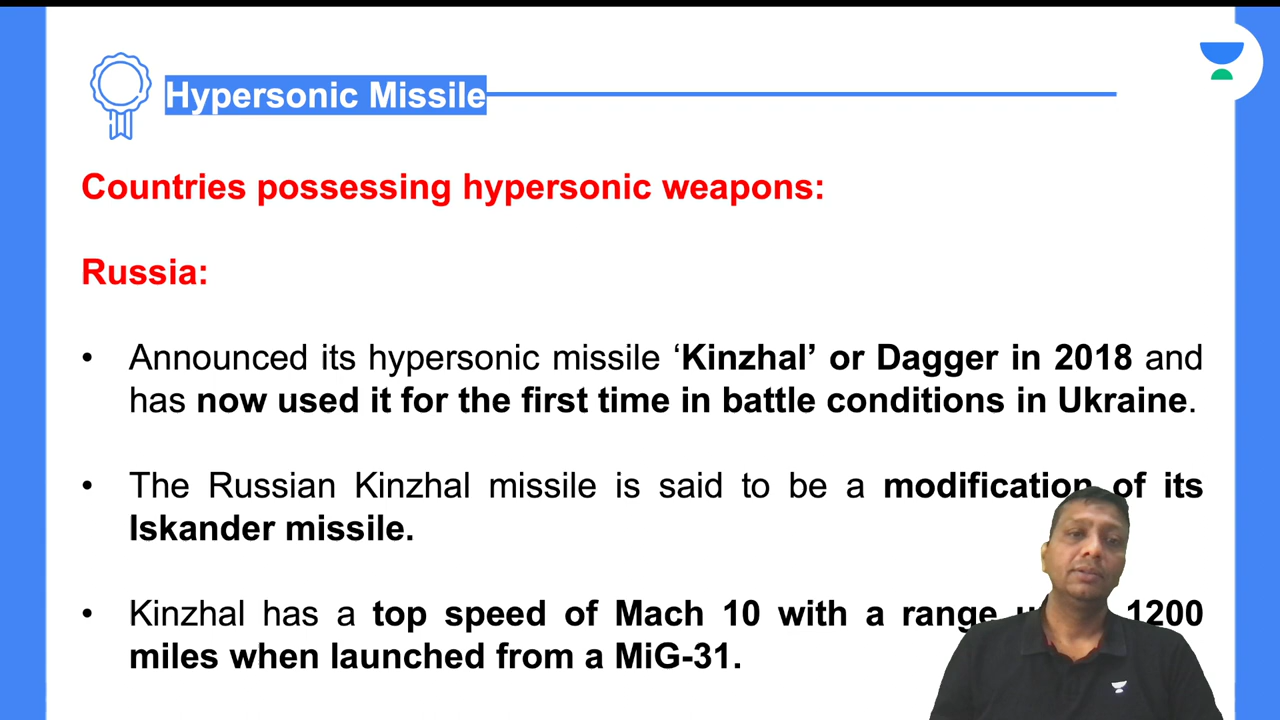 Hypersonic Missile
Countries possessing hypersonic weapons:
Russia:
• Announced its hypersonic missile ‘Kinzhal’ or Dagger in 2018 and
has now used it for the first time in battle conditions in Ukraine.
• The Russian Kinzhal missile is said to be a modification of its
Iskander missile.
• Kinzhal has a top speed of Mach 10 with a range 1200
miles when launched from a MiG-31.